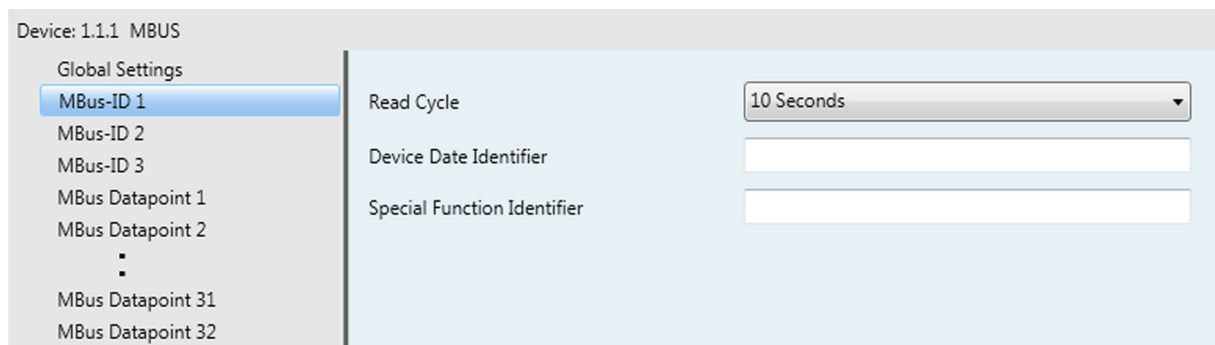 Device: 1.1.1 MBUS
Global Settings
MBus-ID 1
MBus-ID 2
MBus-ID 3
MBus Datapoint 1
MBus Datapoint 2
:
MBus Datapoint 31
MBus Datapoint 32
Read Cycle
10 Seconds
Device Date Identifier
Special Function Identifier